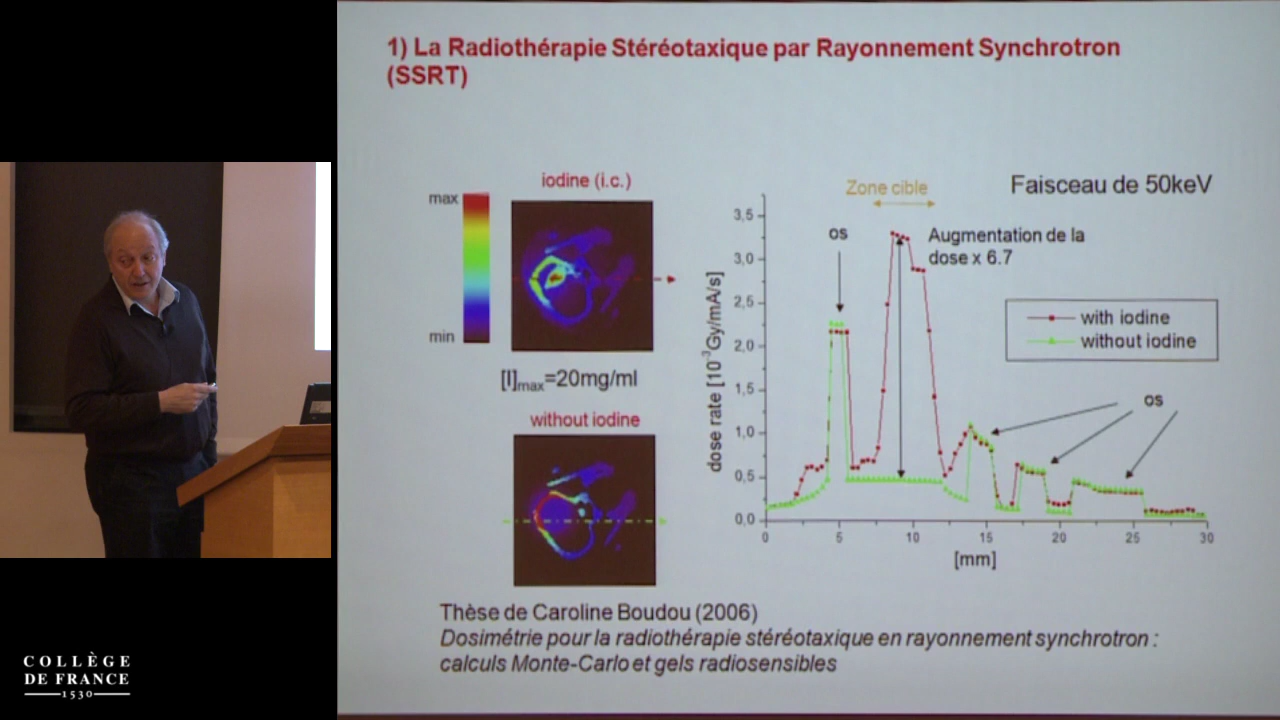 1) La Radiothérapie Stéréotaxique par Rayonnement Synchrotron
(SSRT)
iodine (i.c.)
max
min
[I]max=20mg/ml
without iodine
Zone cible
Faisceau de 50keV
os
Augmentation de la
dose x 6.7
with iodine
without iodine
os
dose rate [10-3Gy/mA/s]
3,5
3,0
2,5
2,0
1,5
1,0
0,5
0,0
0 5 10 15 20 25 30
[mm]
Thèse de Caroline Boudou (2006)
Dosimétrie pour la radiothérapie stéréotaxique en rayonnement synchrotron :
calculs Monte-Carlo et gels radiosensibles
COLLÈGE
DE FRANCE
1530